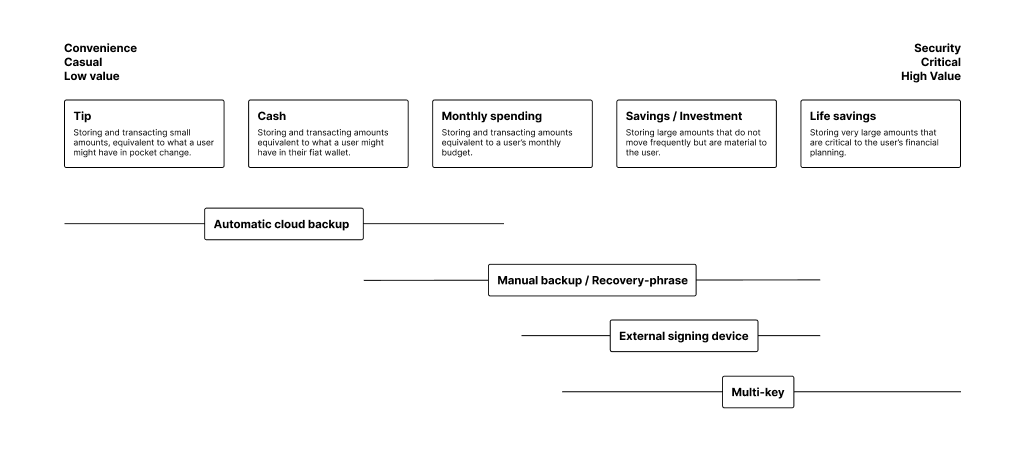 Convenience
Casual
Low value
Security
Critical
High Value
Tip
Storing and transacting small
amounts, equivalent to what a user
might have in pocket change.
Cash
Storing and transacting amounts
equivalent to what a user might
have in their fiat wallet.
Monthly spending
Storing and transacting amounts
equivalent to a user's monthly
budget.
Savings / Investment
Storing large amounts that do not
move frequently but are material to
the user.
Life savings
Storing very large amounts that
are critical to the user's financial
planning.
Automatic cloud backup
Manual backup / Recovery-phrase
External signing device
Multi-key